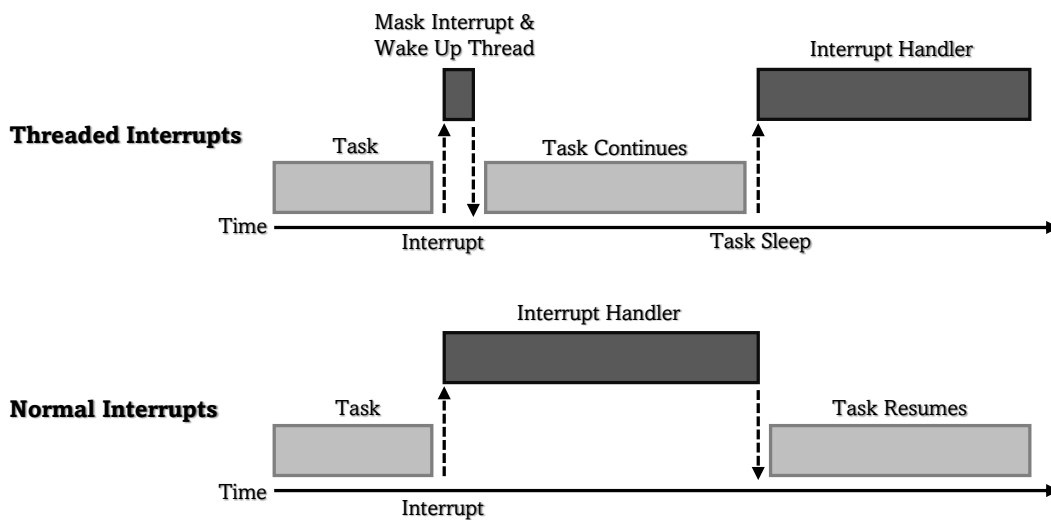 Mask Interrupt &
Wake Up Thread
Interrupt Handler
Threaded Interrupts
Task
Task Continues
Time
Interrupt
Task Sleep
Interrupt Handler
Normal Interrupts
Task
Task Resumes
Time
Interrupt